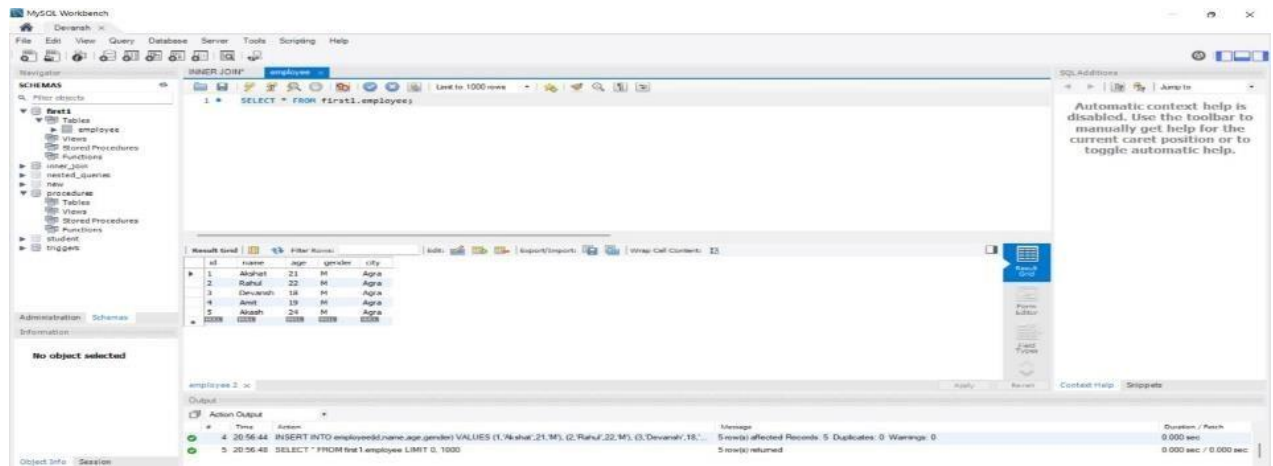 MySQL Workbench
Devansh
File Edit View Query Database Server Tools Scripting Help
Navigator
SCHEMAS
Filter objects
first1
Tables
employee
Views
Stored Procedures
Functions
inner_join
nested_queries
new
procedures
Tables
Views
Stored Procedures
Functions
student
triggers
Administration Schemas
Information
No object selected
Object Info Session
INNER JOIN* employee
Limit to 1000 rows
1 SELECT * FROM first1.employee;
Result Grid Filter Rows: Edit: Export/Import: Wrap Cell Content:
id name age gender city
1 Akshat 21 M Agra
2 Rahul 22 M Agra
3 Devansh 18 M Agra
4 Amit 19 M Agra
5 Akash 24 M Agra
NULL NULL NULL NULL NULL
Result Grid
Form Editor
Field Types
employee 2 Apply Revert
SQL Additions
Jump to
Automatic context help is
disabled. Use the toolbar to
manually get help for the
current caret position or to
toggle automatic help.
Context Help Snippets
Output
Action Output
# Time Action Message Duration / Fetch
4 20:56:44 INSERT INTO employee(id,name,age,gender) VALUES (1,'Akshat',21,'M'), (2,'Rahul',22,'M'), (3,'Devansh',18,'... 5 row(s) affected Records: 5 Duplicates: 0 Warnings: 0 0.000 sec
5 20:56:48 SELECT * FROM first1.employee LIMIT 0, 1000 5 row(s) returned 0.000 sec / 0.000 sec